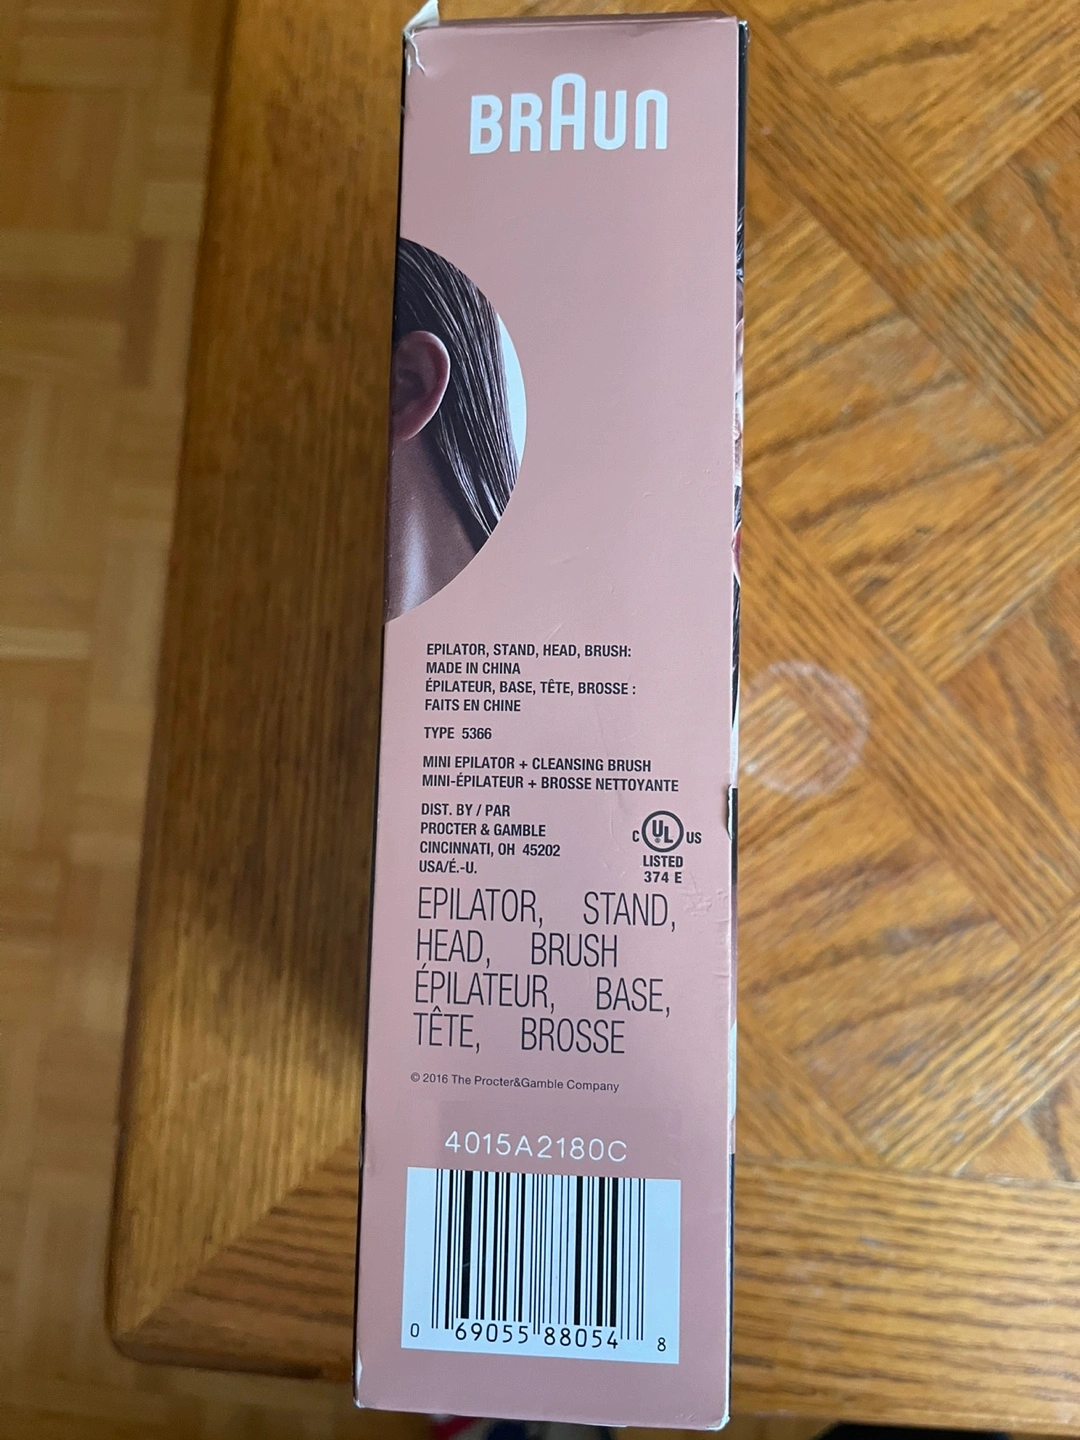 BRAUN
EPILATOR, STAND, HEAD, BRUSH:
MADE IN CHINA
ÉPILATEUR, BASE, TÊTE, BROSSE :
FAITS EN CHINE
TYPE 5366
MINI EPILATOR + CLEANSING BRUSH
MINI-ÉPILATEUR + BROSSE NETTOYANTE
DIST. BY / PAR
PROCTER & GAMBLE
CINCINNATI, OH 45202
USA/É.-U.
C UL US
LISTED
374 E
EPILATOR, STAND,
HEAD, BRUSH
ÉPILATEUR, BASE,
TÊTE, BROSSE
© 2016 The Procter&Gamble Company
4015A2180C
0 69055 88054 8